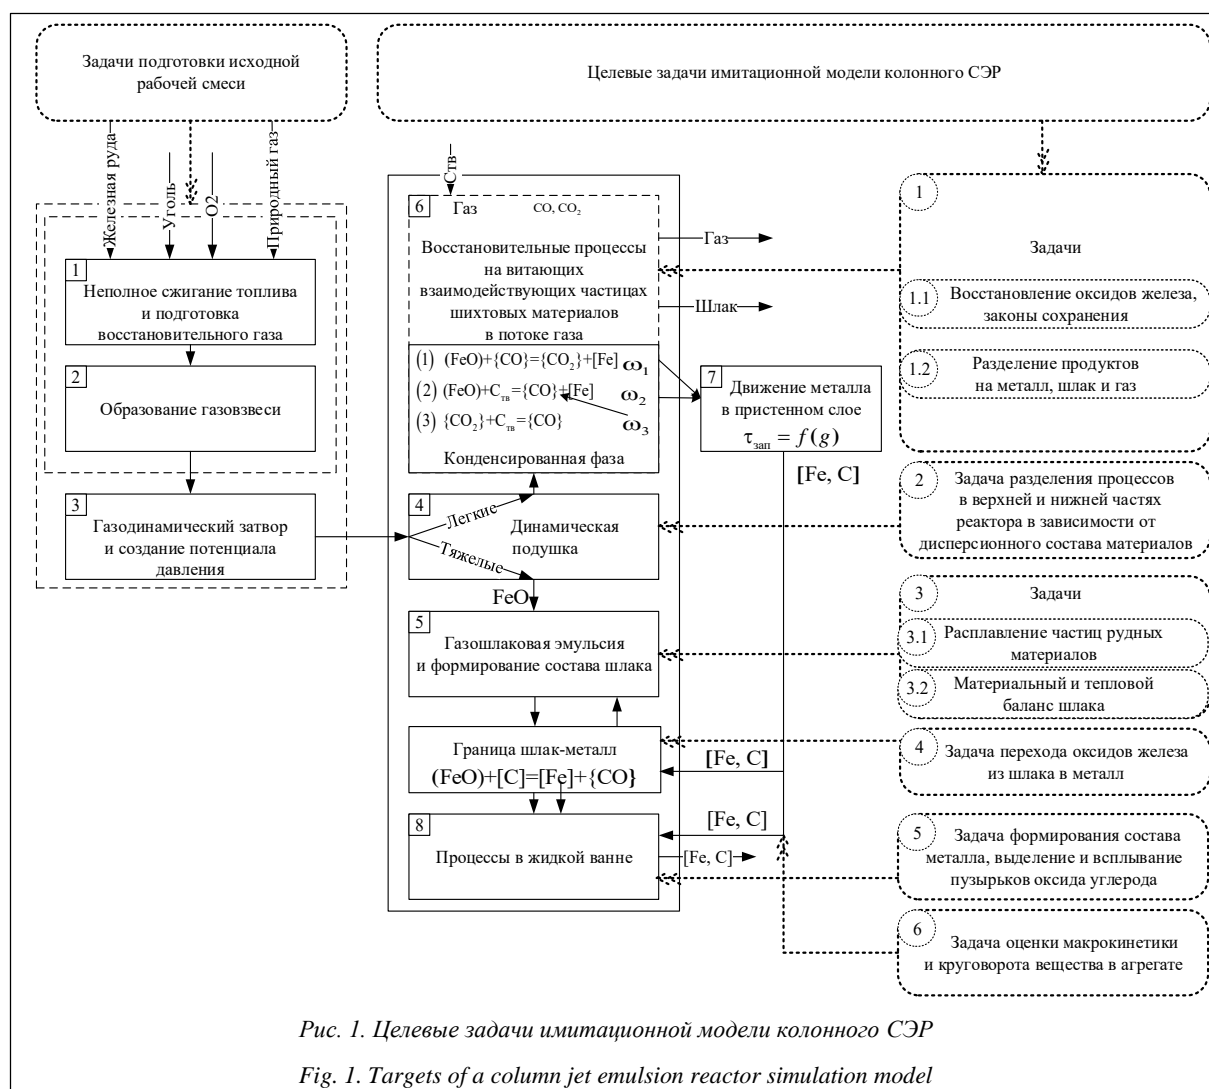 Задачи подготовки исходной
рабочей смеси
Целевые задачи имитационной модели колонного СЭР
Железная руда
Уголь
О2
Природный газ
1
Неполное сжигание топлива
и подготовка
восстановительного газа
2
Образование газовзвеси
3
Газодинамический затвор
и создание потенциала
давления
Ств
6
Газ
CO, CO₂
Восстановительные процессы
на витающих
взаимодействующих частицах
шихтовых материалов
в потоке газа
(1) (FeO)+{CO}={CO₂}+[Fe] ω₁
(2) (FeO)+Cтв={CO}+[Fe] ω₂
(3) {CO₂}+Cтв={CO} ω₃
Конденсированная фаза
Газ
Шлак
7
Движение металла
в пристенном слое
τзап = f(g)
[Fe, C]
4
Легкие
Тяжелые
Динамическая
подушка
FeO
5
Газошлаковая эмульсия
и формирование состава шлака
Граница шлак-металл
(FeO)+[C]=[Fe]+{CO}
[Fe, C]
8
Процессы в жидкой ванне
[Fe, C]
[Fe, C]
1
Задачи
1.1
Восстановление оксидов железа,
законы сохранения
1.2
Разделение продуктов
на металл, шлак и газ
2
Задача разделения процессов
в верхней и нижней частях
реактора в зависимости от
дисперсионного состава материалов
3
Задачи
3.1
Расплавление частиц рудных
материалов
3.2
Материальный и тепловой
баланс шлака
4
Задача перехода оксидов железа
из шлака в металл
5
Задача формирования состава
металла, выделение и всплывание
пузырьков оксида углерода
6
Задача оценки макрокинетики
и круговорота вещества в агрегате
Рис. 1. Целевые задачи имитационной модели колонного СЭР
Fig. 1. Targets of a column jet emulsion reactor simulation model